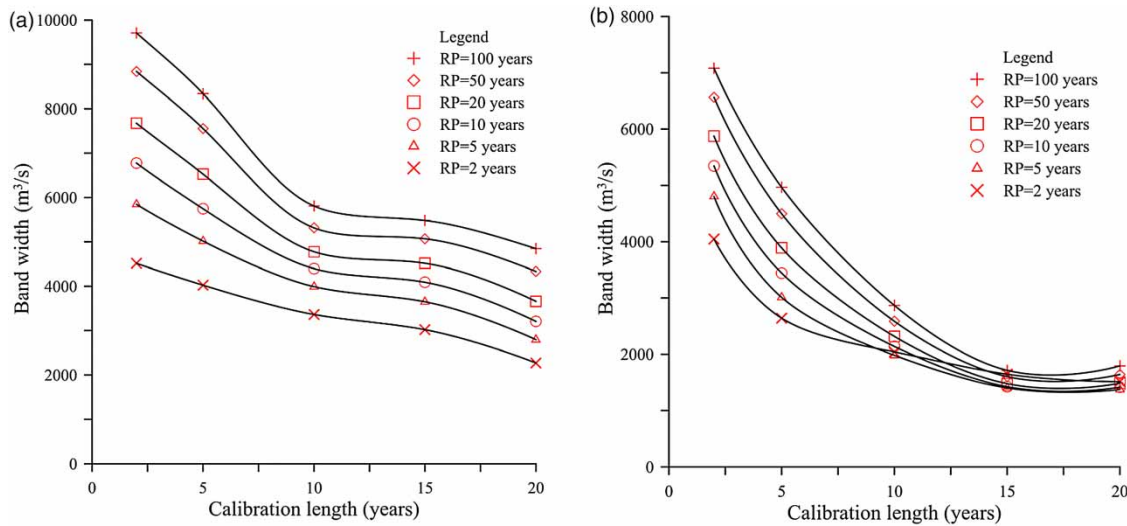 (a)
10000
8000
6000
4000
2000
0
Band width (m³/s)
Legend
RP=100 years
RP=50 years
RP=20 years
RP=10 years
RP=5 years
RP=2 years
0 5 10 15 20
Calibration length (years)
(b)
8000
6000
4000
2000
0
Band width (m³/s)
Legend
RP=100 years
RP=50 years
RP=20 years
RP=10 years
RP=5 years
RP=2 years
0 5 10 15 20
Calibration length (years)